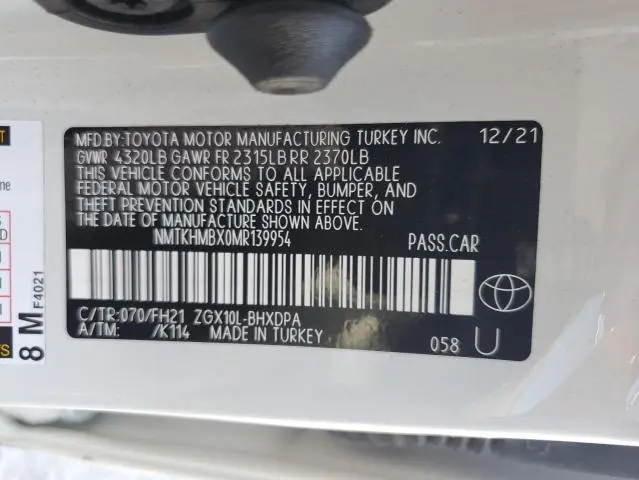 MFD.BY:TOYOTA MOTOR MANUFACTURING TURKEY INC. 12/21
GVWR 4320LB GAWR FR 2315LB RR 2370LB
THIS VEHICLE CONFORMS TO ALL APPLICABLE
FEDERAL MOTOR VEHICLE SAFETY, BUMPER, AND
THEFT PREVENTION STANDARDS IN EFFECT ON
THE DATE OF MANUFACTURE SHOWN ABOVE.
NMTKHMBX0MR139954 PASS.CAR
C/TR:070/FH21 ZGX10L-BHXDPA
A/TM: /K114 MADE IN TURKEY
058 U
8 M F4021